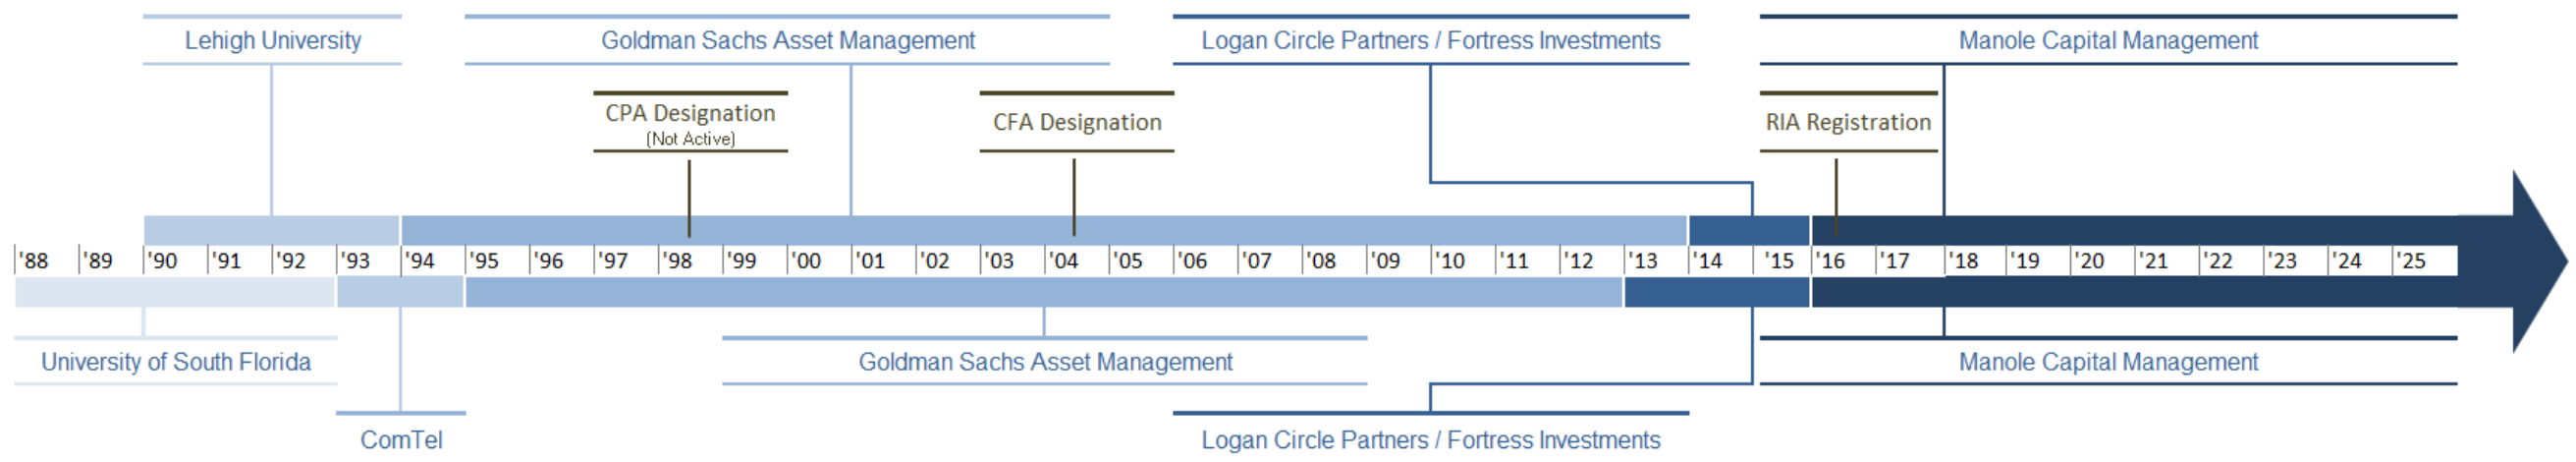 Lehigh University
Goldman Sachs Asset Management
Logan Circle Partners / Fortress Investments
Manole Capital Management
CPA Designation
(Not Active)
CFA Designation
RIA Registration
'88 '89 '90 '91 '92 '93 '94 '95 '96 '97 '98 '99 '00 '01 '02 '03 '04 '05 '06 '07 '08 '09 '10 '11 '12 '13 '14 '15 '16 '17 '18 '19 '20 '21 '22 '23 '24 '25
University of South Florida
Goldman Sachs Asset Management
Manole Capital Management
ComTel
Logan Circle Partners / Fortress Investments